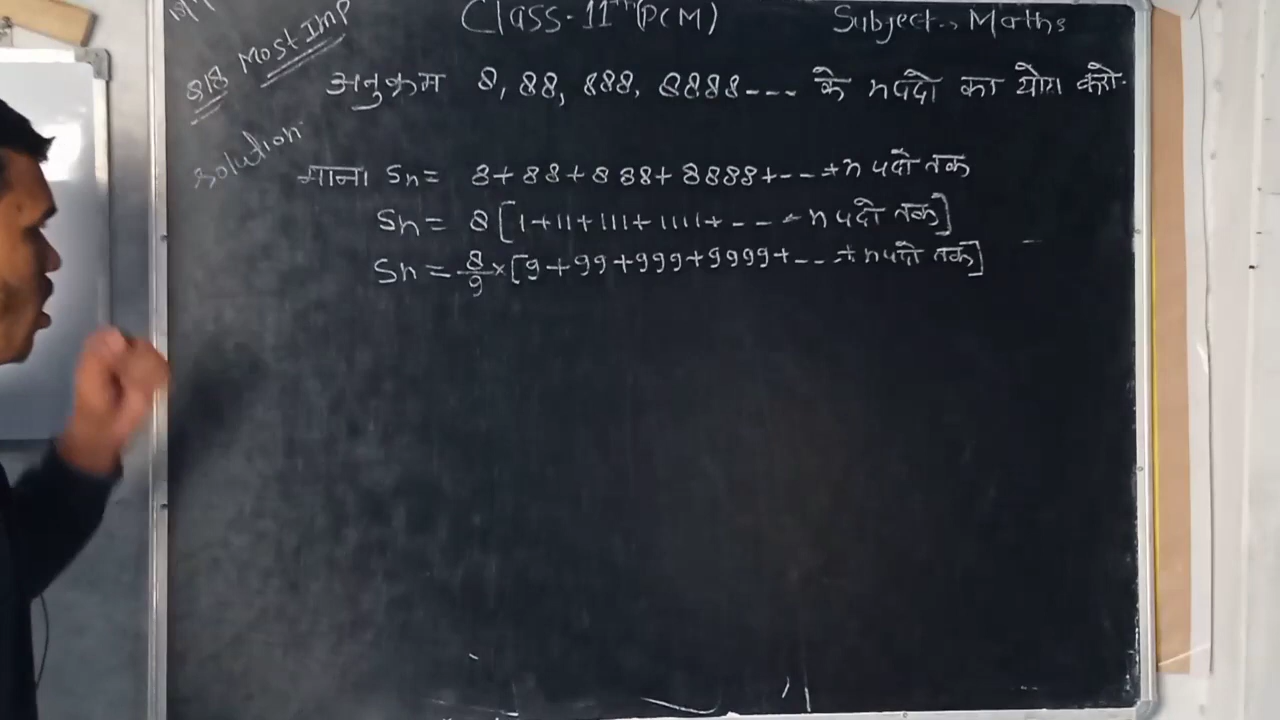 Class-11th (PCM) Subject-, Maths
818 Most Imp
अनुक्रम 8, 88, 888, 8888--- के n पदो का योग करो-
Solution-
माना Sn = 8+88+888+8888+---+n पदो तक
Sn = 8[1+11+111+1111+---+n पदो तक]
Sn = 8/9×[9+99+999+9999+---+n पदो तक]